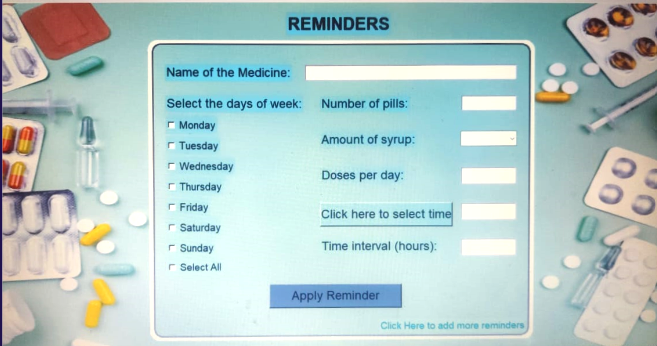 REMINDERS
Name of the Medicine:
Select the days of week:
Monday
Tuesday
Wednesday
Thursday
Friday
Saturday
Sunday
Select All
Number of pills:
Amount of syrup:
Doses per day:
Click here to select time
Time interval (hours):
Apply Reminder
Click Here to add more reminders